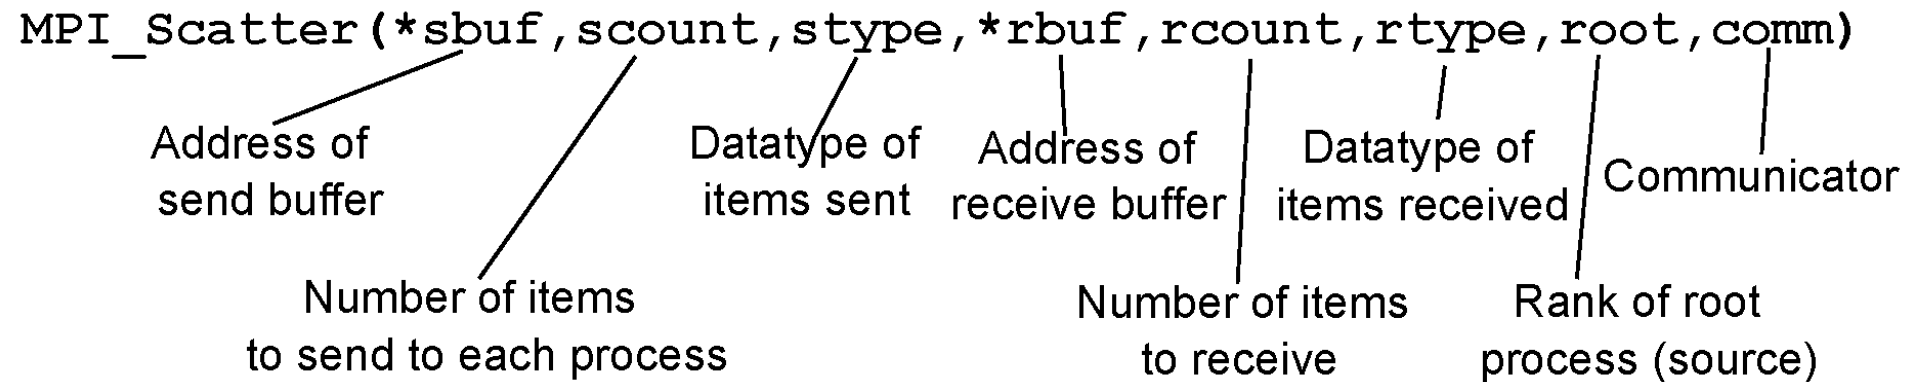 MPI_Scatter(*sbuf,scount,stype,*rbuf,rcount,rtype,root,comm)
Address of
send buffer
Datatype of
items sent
Address of
receive buffer
Datatype of
items received
Communicator
Number of items
to send to each process
Number of items
to receive
Rank of root
process (source)